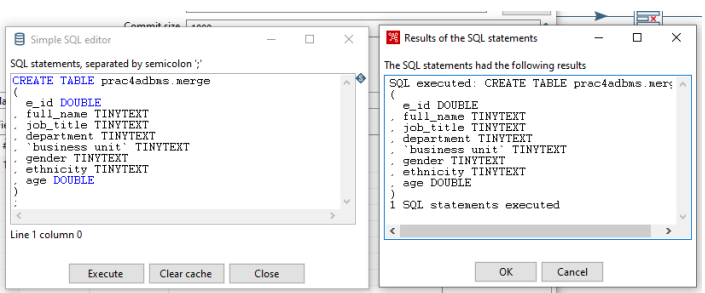 Commit size 1000
Simple SQL editor
SQL statements, separated by semicolon ';'
CREATE TABLE prac4adbms.merge
(
e_id DOUBLE
, full_name TINYTEXT
, job_title TINYTEXT
, department TINYTEXT
, `business unit` TINYTEXT
, gender TINYTEXT
, ethnicity TINYTEXT
, age DOUBLE
)
;
Line 1 column 0
Execute Clear cache Close
Results of the SQL statements
The SQL statements had the following results
SQL executed: CREATE TABLE prac4adbms.merg
(
e_id DOUBLE
, full_name TINYTEXT
, job_title TINYTEXT
, department TINYTEXT
, `business unit` TINYTEXT
, gender TINYTEXT
, ethnicity TINYTEXT
, age DOUBLE
)
1 SQL statements executed
OK Cancel